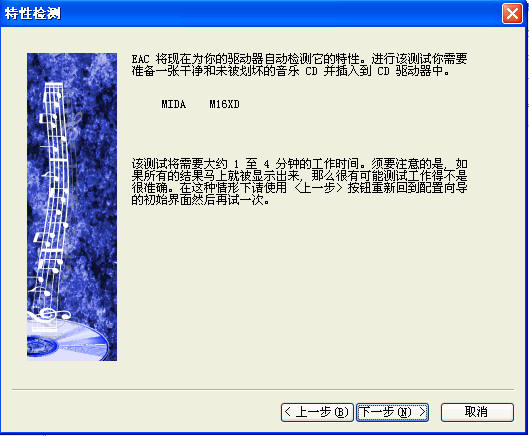 特性检测
EAC 将现在为你的驱动器自动检测它的特性。进行该测试你需要
准备一张干净和未被划坏的音乐 CD 并插入到 CD 驱动器中。
MIDA M16XD
该测试将需要大约 1 至 4 分钟的工作时间。须要注意的是，如
果所有的结果马上就被显示出来，那么很有可能测试工作得不是
很准确。在这种情形下请使用 〈上一步〉 按钮重新回到配置向导
的初始界面然后再试一次。
< 上一步(B) 下一步(N) > 取消